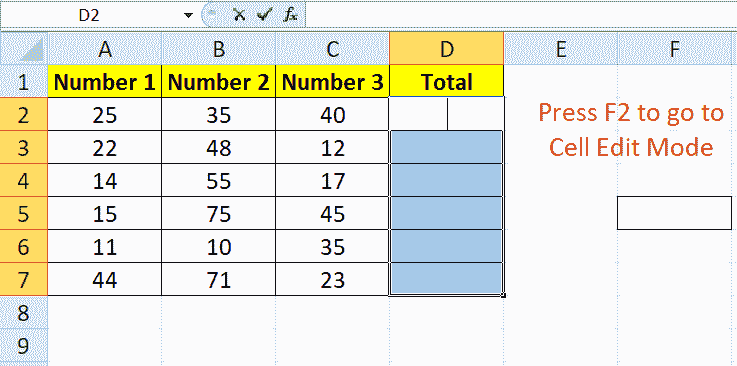 D2 fx
A B C D E F
1 Number 1 Number 2 Number 3 Total
2 25 35 40 Press F2 to go to
3 22 48 12 Cell Edit Mode
4 14 55 17
5 15 75 45
6 11 10 35
7 44 71 23
8
9